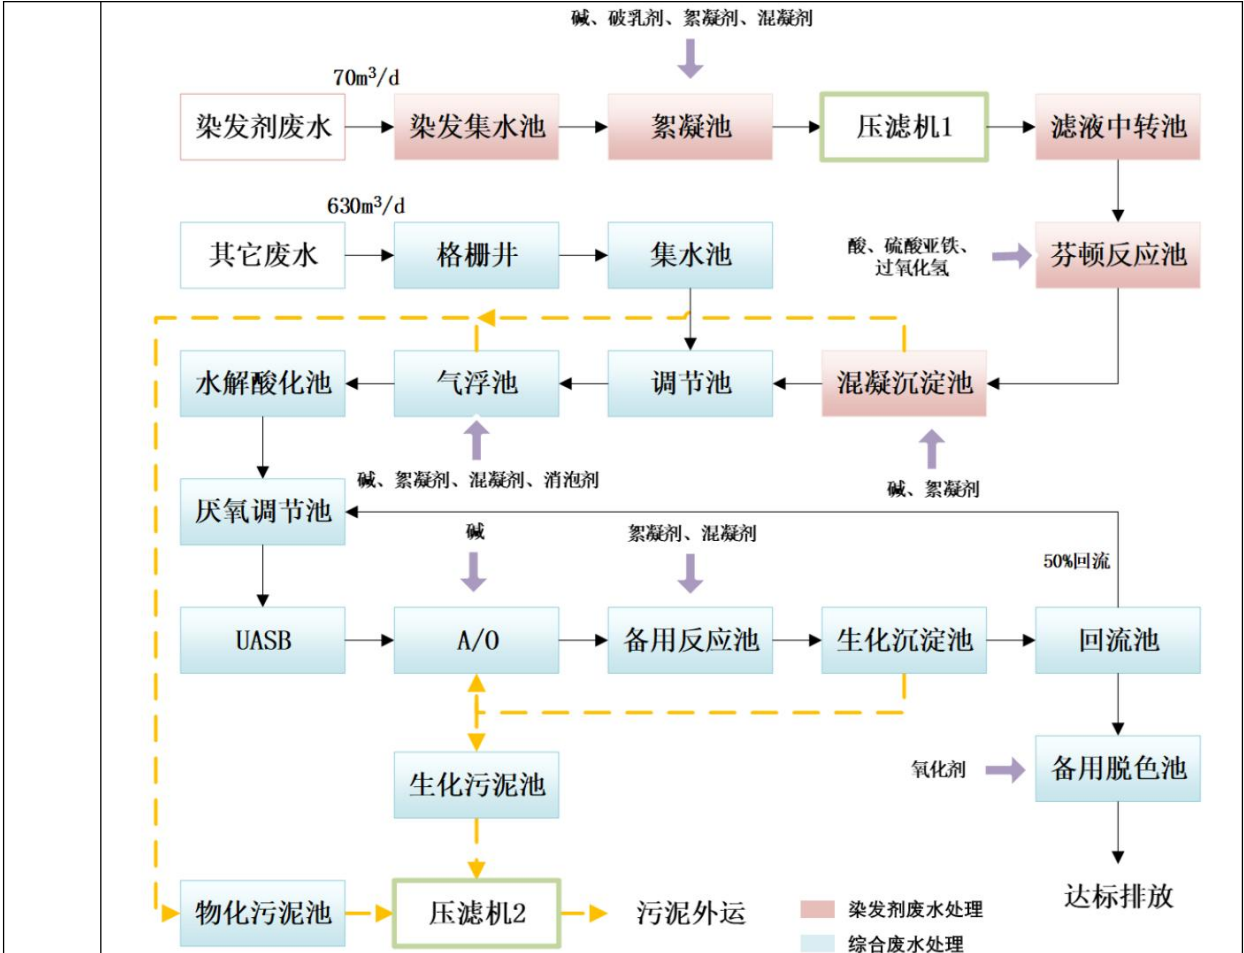 碱、破乳剂、絮凝剂、混凝剂
70m³/d
染发剂废水
染发集水池
絮凝池
压滤机1
滤液中转池
630m³/d
其它废水
格栅井
集水池
酸、硫酸亚铁、
过氧化氢
芬顿反应池
水解酸化池
气浮池
调节池
混凝沉淀池
碱、絮凝剂、混凝剂、消泡剂
碱、絮凝剂
厌氧调节池
碱
絮凝剂、混凝剂
50%回流
UASB
A/O
备用反应池
生化沉淀池
回流池
生化污泥池
氧化剂
备用脱色池
物化污泥池
压滤机2
污泥外运
达标排放
染发剂废水处理
综合废水处理